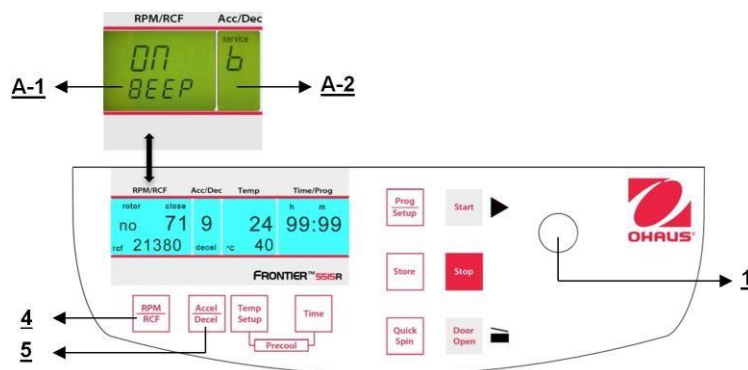 RPM/RCF Acc/Dec
service
ON b
BEEP
A-1 A-2
RPM/RCF Acc/Dec Temp Time/Prog
rotor close h m
no 71 9 24 99:99
rcf 21380 decel °C 40
FRONTIER™ 5515R
Prog
Setup
Start
OHAUS®
Store
Stop
1
RPM
RCF
Accel
Decel
Temp
Setup
Time
Precool
Quick
Spin
Door
Open
4
5